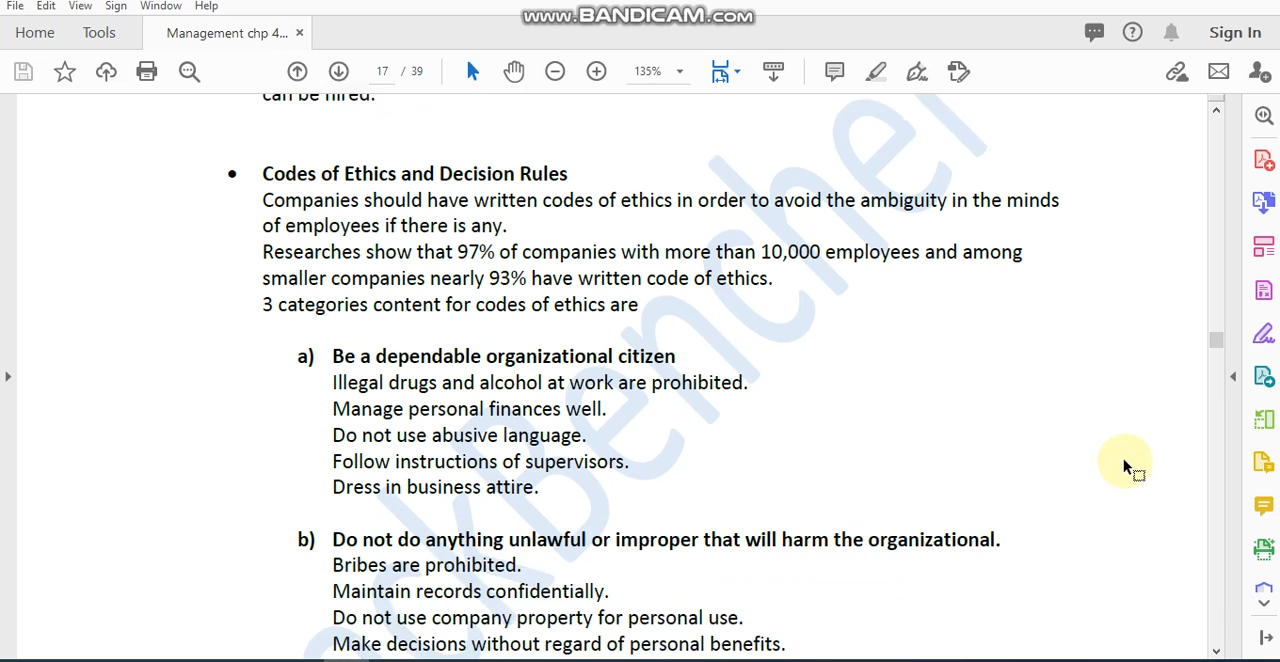 File Edit View Sign Window Help
www.BANDICAM.com
Home Tools Management chp 4... × Sign In
17 / 39 135%
can be hired.
• Codes of Ethics and Decision Rules
Companies should have written codes of ethics in order to avoid the ambiguity in the minds
of employees if there is any.
Researches show that 97% of companies with more than 10,000 employees and among
smaller companies nearly 93% have written code of ethics.
3 categories content for codes of ethics are
a) Be a dependable organizational citizen
Illegal drugs and alcohol at work are prohibited.
Manage personal finances well.
Do not use abusive language.
Follow instructions of supervisors.
Dress in business attire.
b) Do not do anything unlawful or improper that will harm the organizational.
Bribes are prohibited.
Maintain records confidentially.
Do not use company property for personal use.
Make decisions without regard of personal benefits.